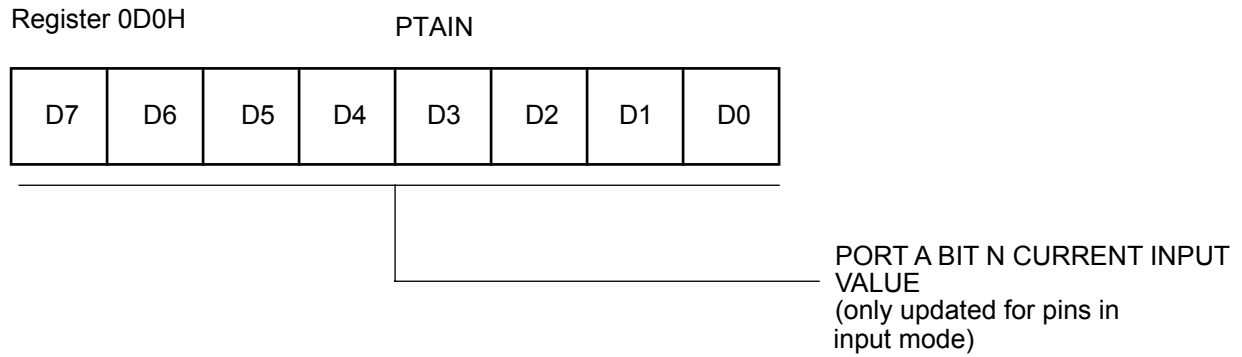 Register 0D0H
PTAIN
D7 D6 D5 D4 D3 D2 D1 D0
PORT A BIT N CURRENT INPUT
VALUE
(only updated for pins in
input mode)